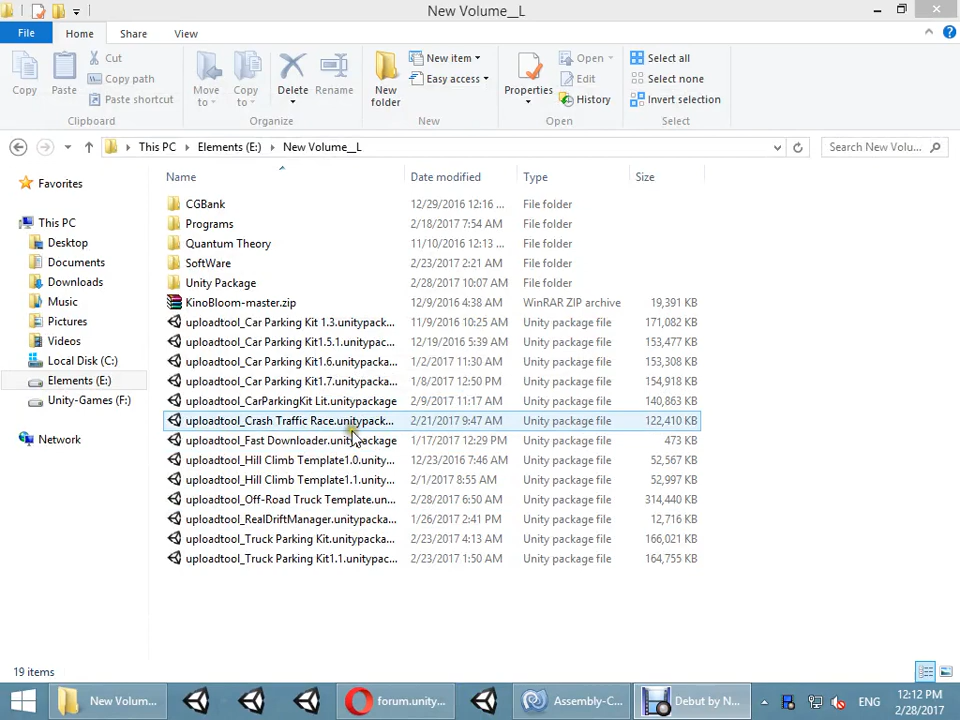 New Volume__L
File Home Share View
Copy Paste Cut Copy path Paste shortcut Clipboard
Move to Copy to Delete Rename Organize
New folder New item Easy access New
Properties Open Edit History Open
Select all Select none Invert selection Select
This PC Elements (E:) New Volume__L Search New Volu...
Name Date modified Type Size
Favorites
This PC
Desktop
Documents
Downloads
Music
Pictures
Videos
Local Disk (C:)
Elements (E:)
Unity-Games (F:)
Network
CGBank 12/29/2016 12:16 ... File folder
Programs 2/18/2017 7:54 AM File folder
Quantum Theory 11/10/2016 12:13 ... File folder
SoftWare 2/23/2017 2:21 AM File folder
Unity Package 2/28/2017 10:07 AM File folder
KinoBloom-master.zip 12/9/2016 4:38 AM WinRAR ZIP archive 19,391 KB
uploadtool_Car Parking Kit 1.3.unitypack... 11/9/2016 10:25 AM Unity package file 171,082 KB
uploadtool_Car Parking Kit1.5.1.unitypac... 12/19/2016 5:39 AM Unity package file 153,477 KB
uploadtool_Car Parking Kit1.6.unitypacka... 1/2/2017 11:30 AM Unity package file 153,308 KB
uploadtool_Car Parking Kit1.7.unitypacka... 1/8/2017 12:50 PM Unity package file 154,918 KB
uploadtool_CarParkingKit Lit.unitypackage 2/9/2017 11:17 AM Unity package file 140,863 KB
uploadtool_Crash Traffic Race.unitypack... 2/21/2017 9:47 AM Unity package file 122,410 KB
uploadtool_Fast Downloader.unitypackage 1/17/2017 12:29 PM Unity package file 473 KB
uploadtool_Hill Climb Template1.0.unity... 12/23/2016 7:46 AM Unity package file 52,567 KB
uploadtool_Hill Climb Template1.1.unity... 2/1/2017 8:55 AM Unity package file 52,997 KB
uploadtool_Off-Road Truck Template.un... 2/28/2017 6:50 AM Unity package file 314,440 KB
uploadtool_RealDriftManager.unitypacka... 1/26/2017 2:41 PM Unity package file 12,716 KB
uploadtool_Truck Parking Kit.unitypacka... 2/23/2017 4:13 AM Unity package file 166,021 KB
uploadtool_Truck Parking Kit1.1.unitypac... 2/23/2017 1:50 AM Unity package file 164,755 KB
19 items
New Volum... forum.unity... Assembly-C... Debut by N... ENG 12:12 PM
2/28/2017